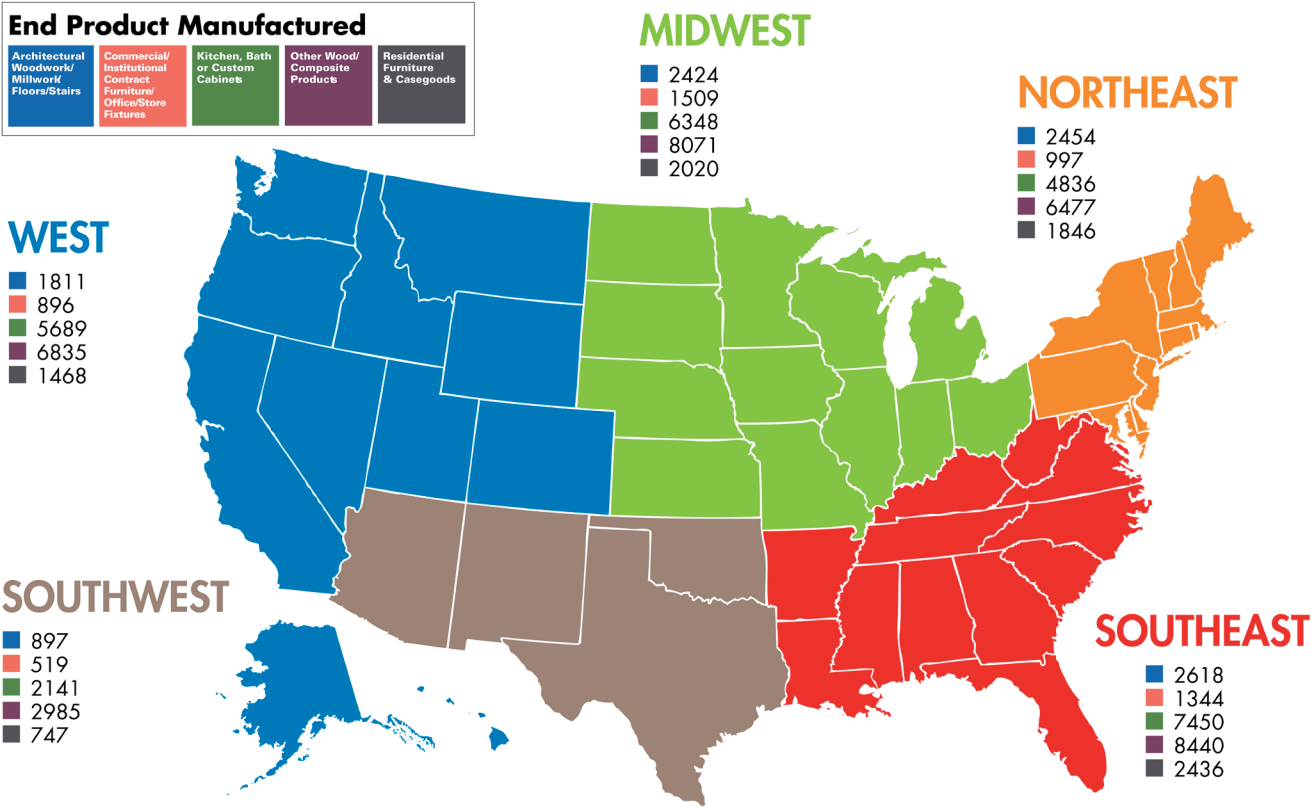 End Product Manufactured
Architectural
Woodwork/
Millwork/
Floors/Stairs
Commercial/
Institutional
Contract
Furniture/
Office/Store
Fixtures
Kitchen, Bath
or Custom
Cabinets
Other Wood/
Composite
Products
Residential
Furniture
& Casegoods
MIDWEST
2424
1509
6348
8071
2020
NORTHEAST
2454
997
4836
6477
1846
WEST
1811
896
5689
6835
1468
SOUTHWEST
897
519
2141
2985
747
SOUTHEAST
2618
1344
7450
8440
2436